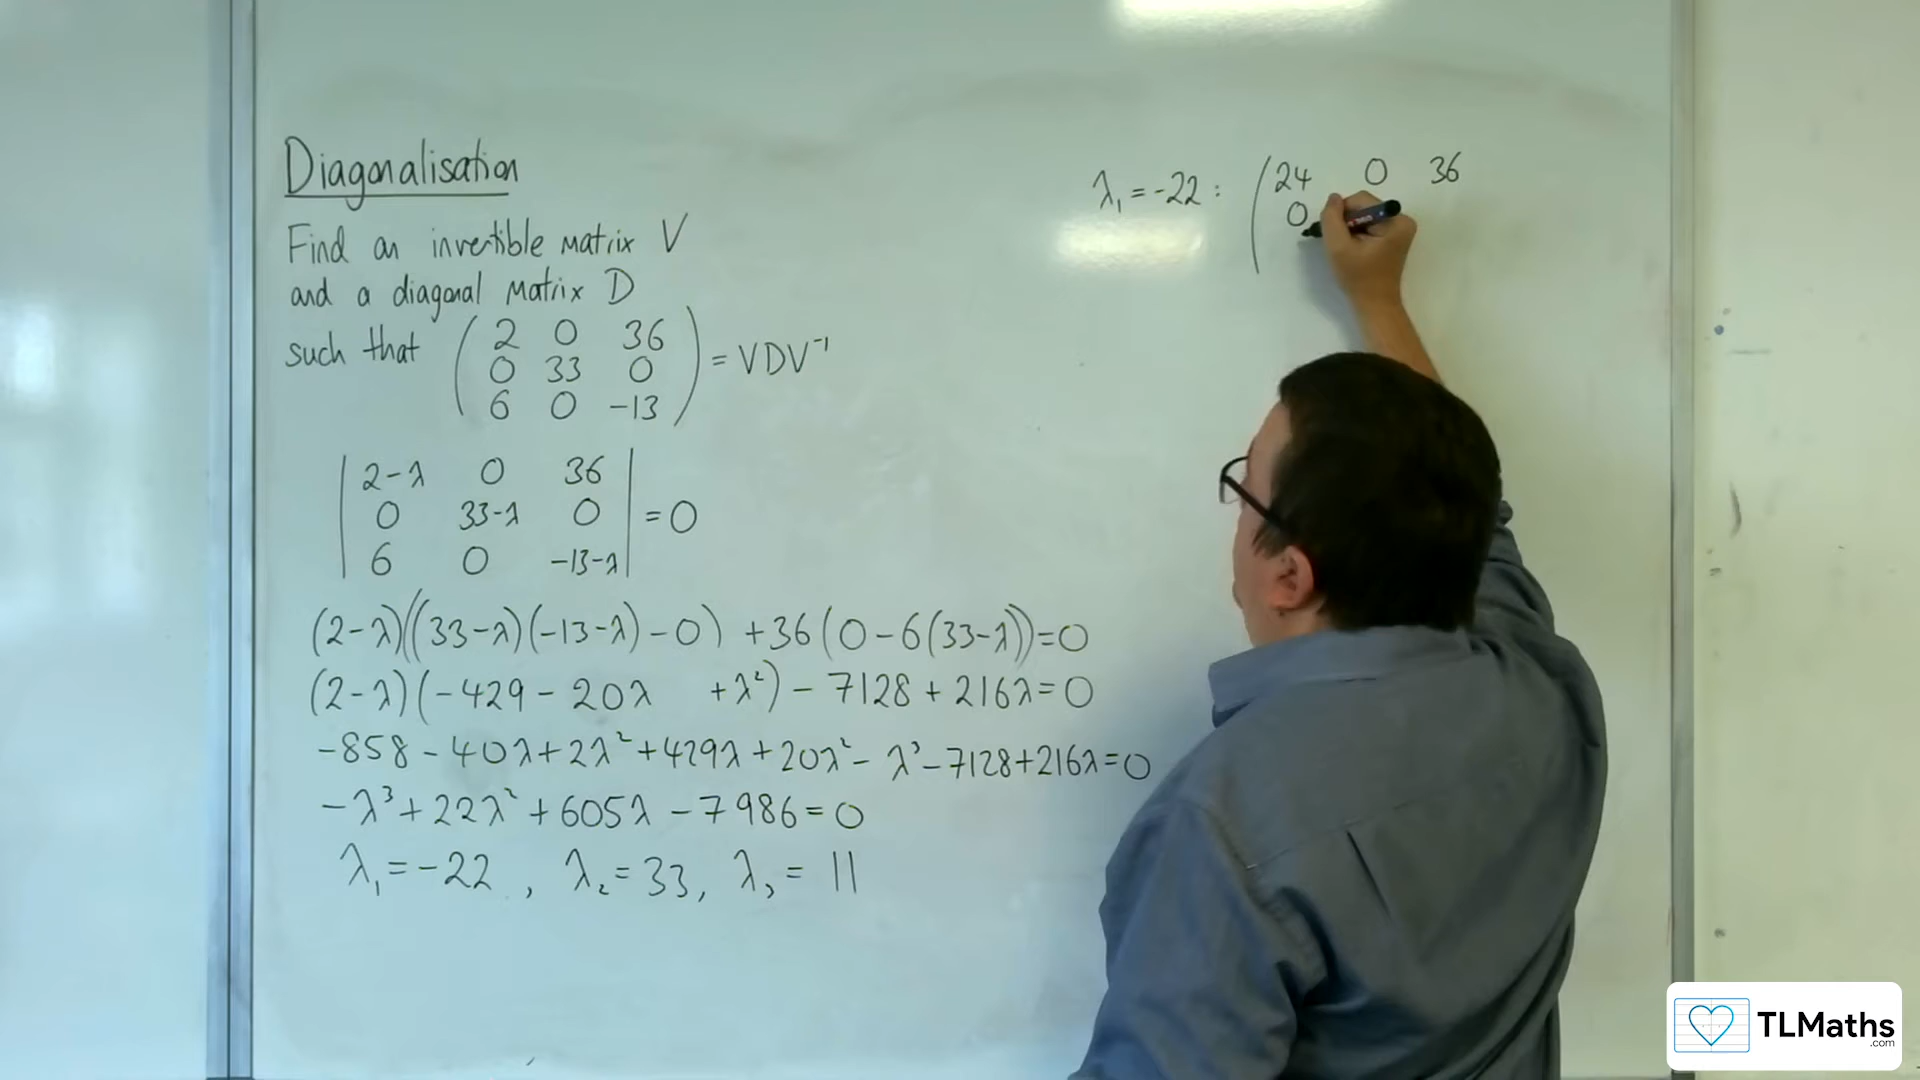 Diagonalisation
Find an invertible matrix V
and a diagonal matrix D
such that ( 2 0 36 ) = VDV⁻¹
0 33 0
6 0 -13
| 2-λ 0 36 |
0 33-λ 0 = 0
6 0 -13-λ
(2-λ)((33-λ)(-13-λ)-0) +36(0-6(33-λ))=0
(2-λ)(-429-20λ +λ²)-7128+216λ=0
-858-40λ+2λ²+429λ+20λ²-λ³-7128+216λ=0
-λ³+22λ²+605λ-7986=0
λ₁=-22, λ₂=33, λ₃=11
λ₁=-22: ( 24 0 36
0
TLMaths
.com